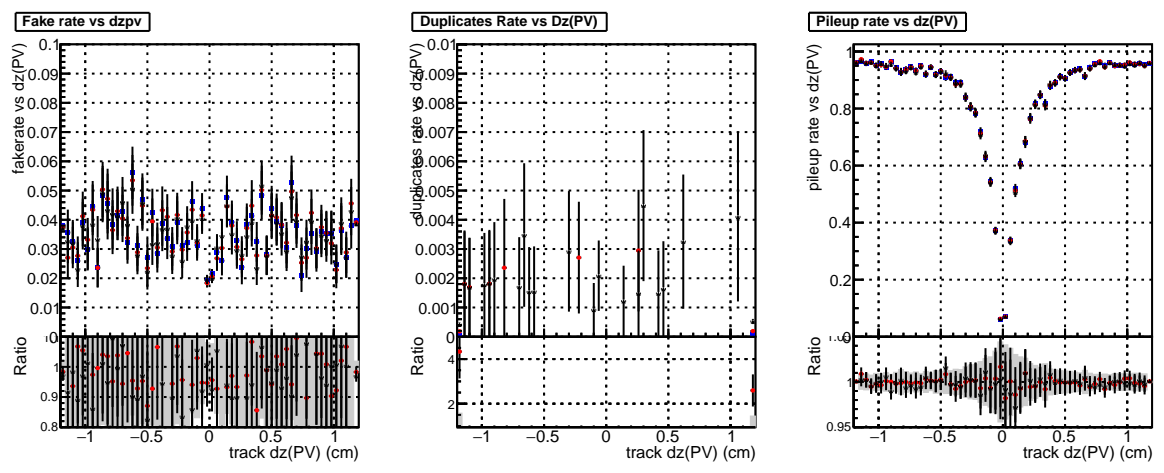 Fake rate vs dzpv
fakerate vs dz(PV)
0.1
0.09
0.08
0.07
0.06
0.05
0.04
0.03
0.02
0.01
Ratio
1
0.9
0.8
−1 −0.5 0 0.5 1
track dz(PV) (cm)
Duplicates Rate vs Dz(PV)
duplicates rate vs dz(PV)
0.01
0.009
0.008
0.007
0.006
0.005
0.004
0.003
0.002
0.001
0
Ratio
4
2
−1 −0.5 0 0.5 1
track dz(PV) (cm)
Pileup rate vs dz(PV)
pileup rate vs dz(PV)
1
0.8
0.6
0.4
0.2
0
Ratio
1
0.95
−1 −0.5 0 0.5 1
track dz(PV) (cm)